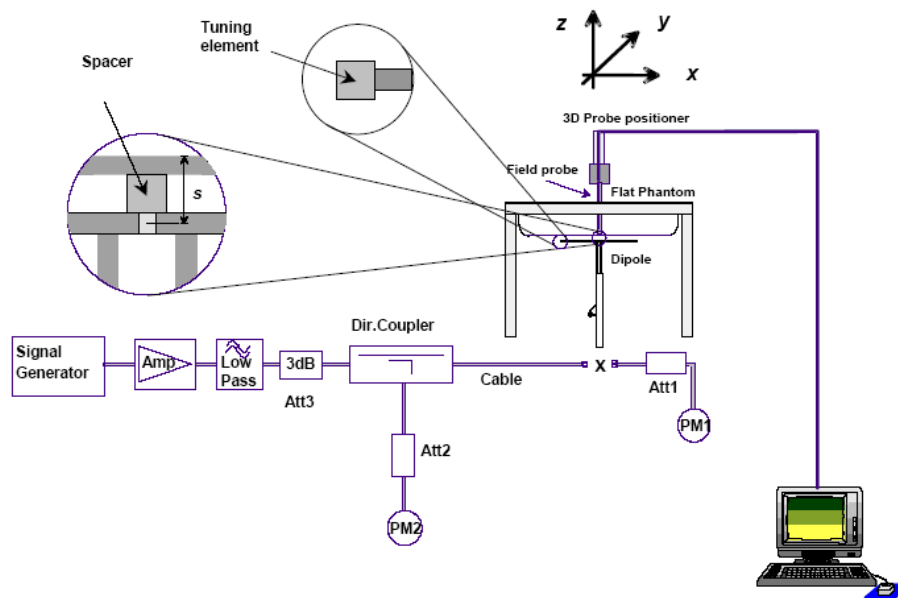 Tuning
element
Spacer
s
z
y
x
3D Probe positioner
Field probe
Flat Phantom
Dipole
Dir.Coupler
Signal
Generator
Amp
Low
Pass
3dB
Att3
Cable
X
Att1
PM1
Att2
PM2